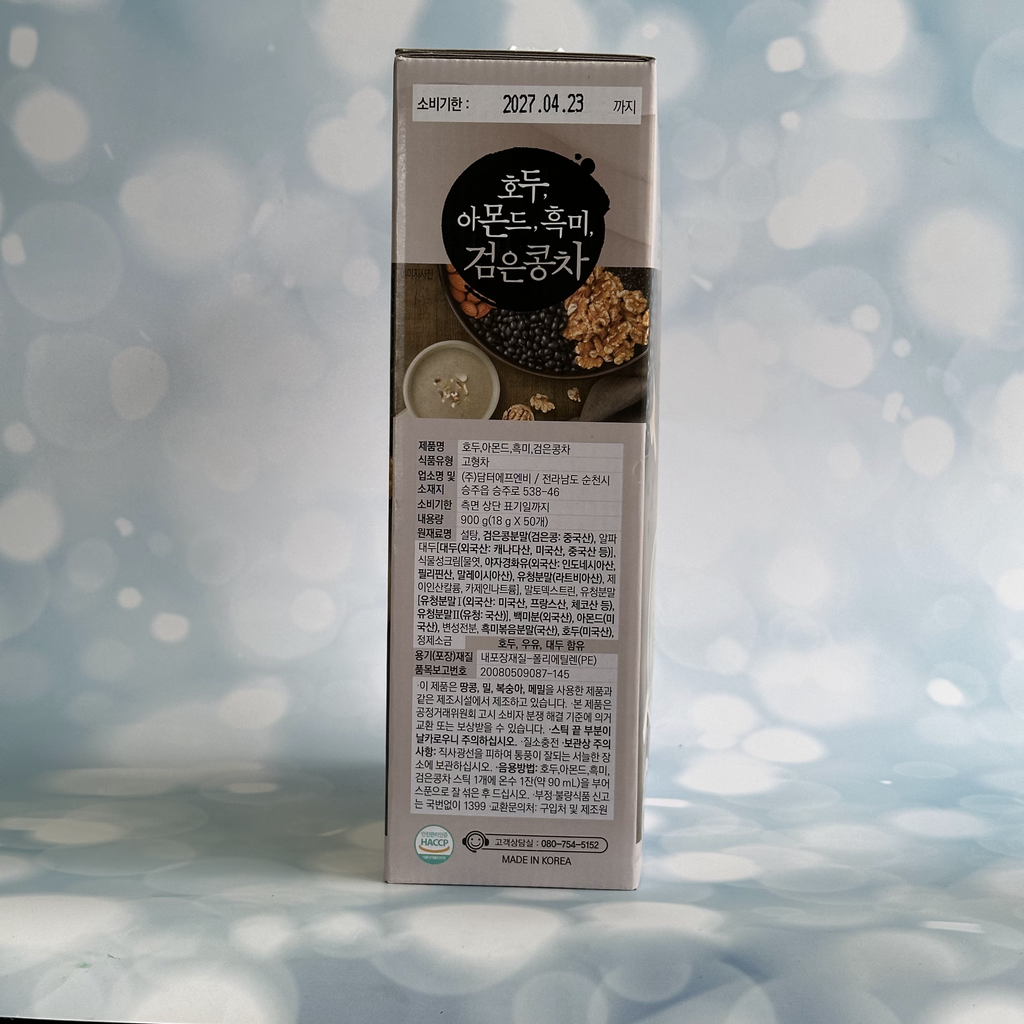 소비기한 : 2027.04.23 까지
호두,
아몬드, 흑미,
검은콩차
제품명 호두,아몬드,흑미,검은콩차
식품유형 고형차
업소명 및 소재지 (주)담터에프엔비 / 전라남도 순천시
승주읍 승주로 538-46
소비기한 측면 상단 표기일까지
내용량 900 g(18 g X 50개)
원재료명 설탕, 검은콩분말(검은콩: 중국산), 알파
대두[대두(외국산: 캐나다산, 미국산, 중국산 등)],
식물성크림[물엿, 야자경화유(외국산: 인도네시아산,
필리핀산, 말레이시아산), 유청분말(라트비아산), 제
이인산칼륨, 카제인나트륨], 말토덱스트린, 유청분말
[유청분말Ⅰ(외국산: 미국산, 프랑스산, 체코산 등),
유청분말Ⅱ(유청: 국산)], 백미분(외국산), 아몬드(미
국산), 변성전분, 흑미볶음분말(국산), 호두(미국산),
정제소금 호두, 우유, 대두 함유
용기(포장)재질 내포장재질-폴리에틸렌(PE)
품목보고번호 20080509087-145
·이 제품은 땅콩, 밀, 복숭아, 메밀을 사용한 제품과
같은 제조시설에서 제조하고 있습니다. ·본 제품은
공정거래위원회 고시 소비자 분쟁 해결 기준에 의거
교환 또는 보상받을 수 있습니다. ·스틱 끝 부분이
날카로우니 주의하십시오. ·질소충전 ·보관상 주의
사항: 직사광선을 피하여 통풍이 잘되는 서늘한 장
소에 보관하십시오. ·음용방법: 호두,아몬드,흑미,
검은콩차 스틱 1개에 온수 1잔(약 90 mL)을 부어
스푼으로 잘 섞은 후 드십시오. ·부정·불량식품 신고
는 국번없이 1399 ·교환문의처: 구입처 및 제조원
HACCP
고객상담실 : 080-754-5152
MADE IN KOREA